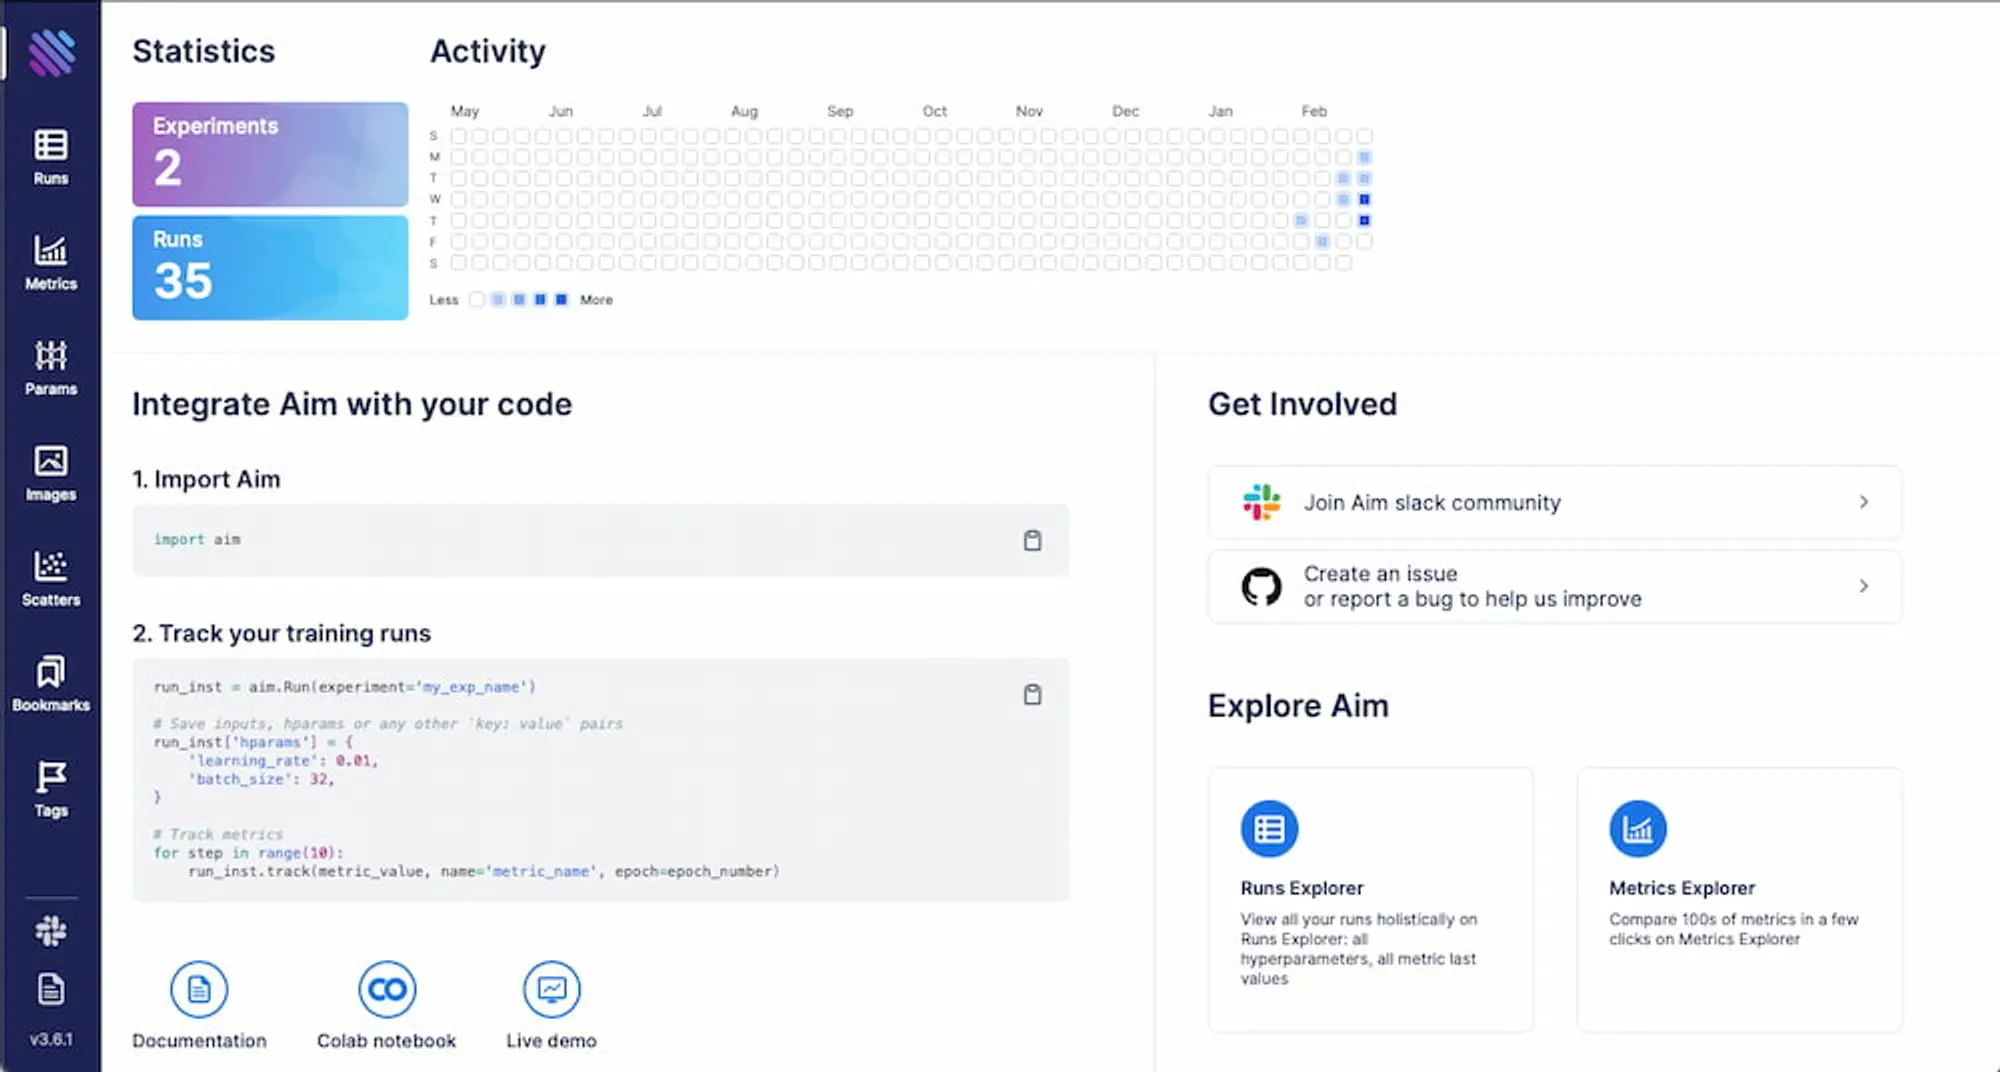 Statistics
Activity
Experiments
2
Runs
35
May Jun Jul Aug Sep Oct Nov Dec Jan Feb
S
M
T
W
T
F
S
Less More
Runs
Metrics
Params
Images
Scatters
Bookmarks
Tags
v3.6.1
Integrate Aim with your code
1. Import Aim
import aim
2. Track your training runs
run_inst = aim.Run(experiment='my_exp_name')
# Save inputs, hparams or any other `key: value` pairs
run_inst['hparams'] = {
    'learning_rate': 0.01,
    'batch_size': 32,
}
# Track metrics
for step in range(10):
    run_inst.track(metric_value, name='metric_name', epoch=epoch_number)
Documentation
Colab notebook
Live demo
Get Involved
Join Aim slack community
Create an issue
or report a bug to help us improve
Explore Aim
Runs Explorer
View all your runs holistically on
Runs Explorer: all
hyperparameters, all metric last
values
Metrics Explorer
Compare 100s of metrics in a few
clicks on Metrics Explorer